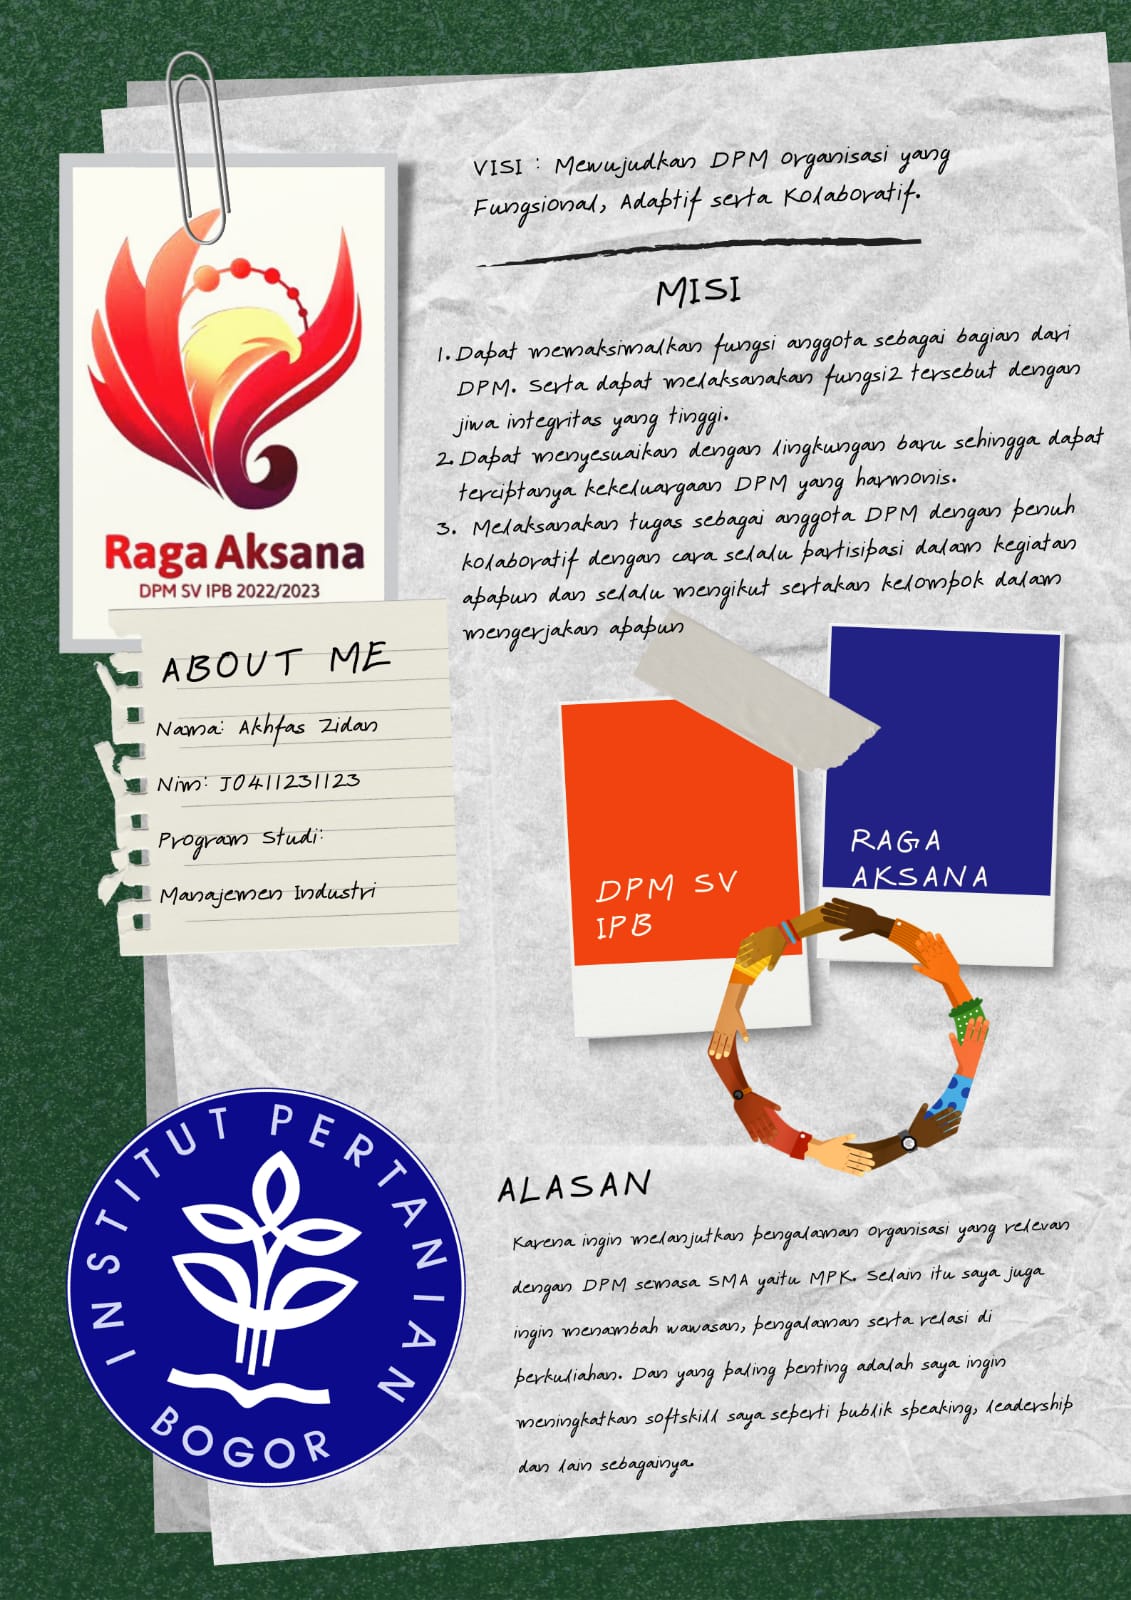 VISI : Mewujudkan DPM organisasi yang
Fungsional, Adaptif serta Kolaboratif.
MISI
1. Dapat memaksimalkan fungsi anggota sebagai bagian dari
DPM. Serta dapat melaksanakan fungsi2 tersebut dengan
jiwa integritas yang tinggi.
2. Dapat menyesuaikan dengan lingkungan baru sehingga dapat
terciptanya kekeluargaan DPM yang harmonis.
3. Melaksanakan tugas sebagai anggota DPM dengan penuh
kolaboratif dengan cara selalu partisipasi dalam kegiatan
apapun dan selalu mengikut sertakan kelompok dalam
mengerjakan apapun
Raga Aksana
DPM SV IPB 2022/2023
ABOUT ME
Nama: Akhfas Zidan
Nim: J0411231123
Program Studi:
Manajemen Industri
DPM SV
IPB
RAGA
AKSANA
INSTITUT PERTANIAN
BOGOR
ALASAN
Karena ingin melanjutkan pengalaman organisasi yang relevan
dengan DPM semasa SMA yaitu MPK. Selain itu saya juga
ingin menambah wawasan, pengalaman serta relasi di
perkuliahan. Dan yang paling penting adalah saya ingin
meningkatkan softskill saya seperti publik speaking, leadership
dan lain sebagainya.